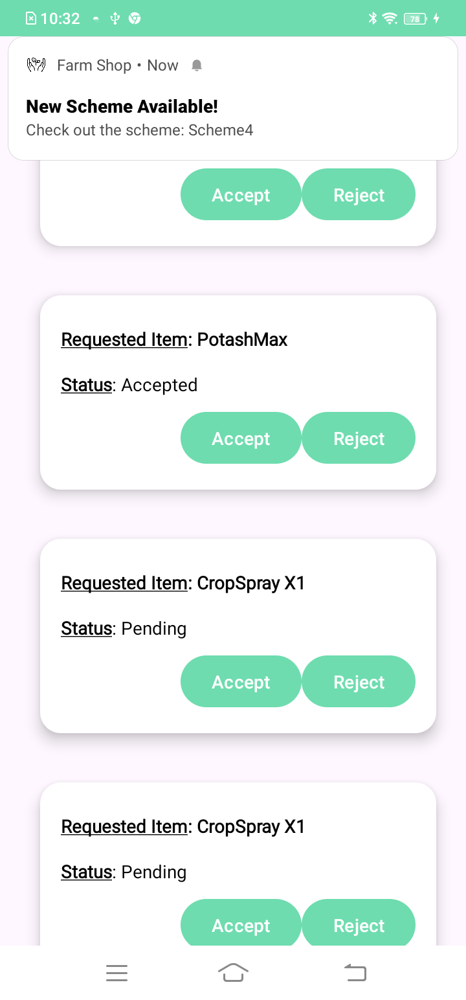 10:32
78
Farm Shop • Now
New Scheme Available!
Check out the scheme: Scheme4
Accept Reject
Requested Item: PotashMax
Status: Accepted
Accept Reject
Requested Item: CropSpray X1
Status: Pending
Accept Reject
Requested Item: CropSpray X1
Status: Pending
Accept Reject